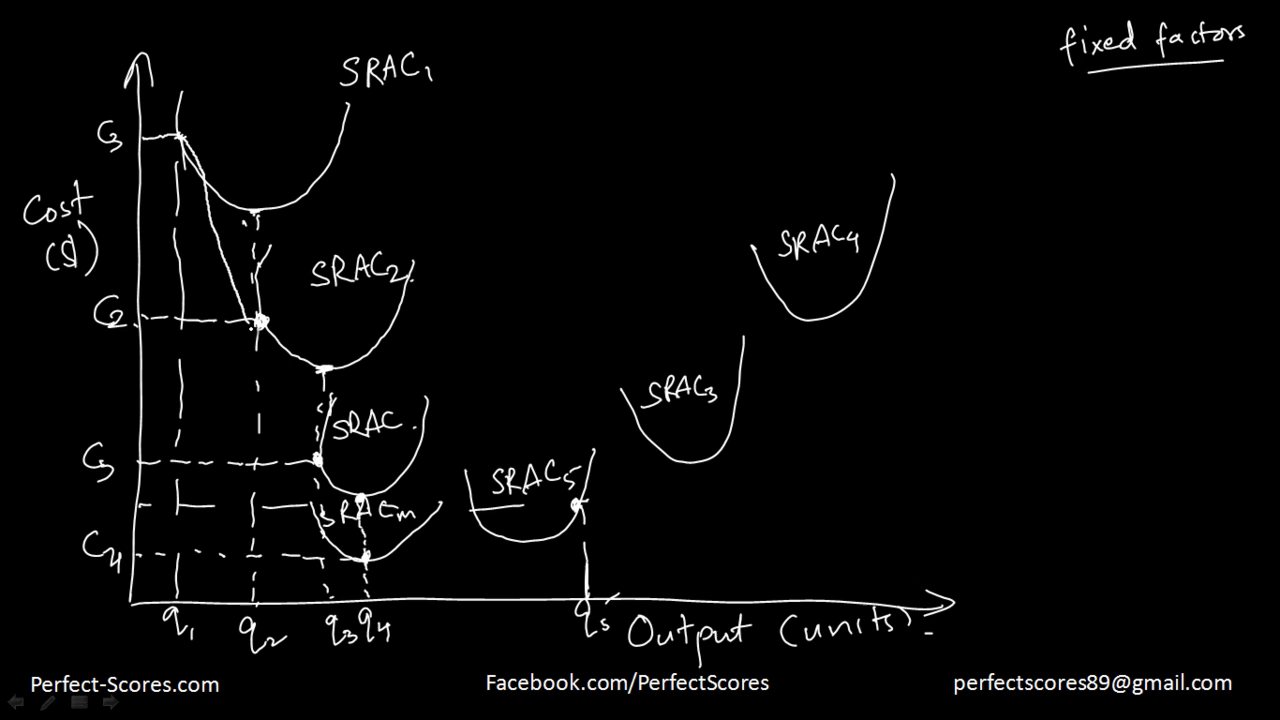 fixed factors
SRAC1
C3
Cost
($)
SRAC2
SRAC4
C2
SRAC3
SRAC
C3
SRAC5
SRACm
C4
q1 q2 q3 q4 q5
Output (units)
Perfect-Scores.com
Facebook.com/PerfectScores
perfectscores89@gmail.com